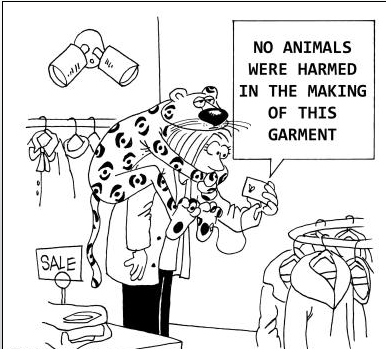 NO ANIMALS
WERE HARMED
IN THE MAKING
OF THIS
GARMENT
SALE